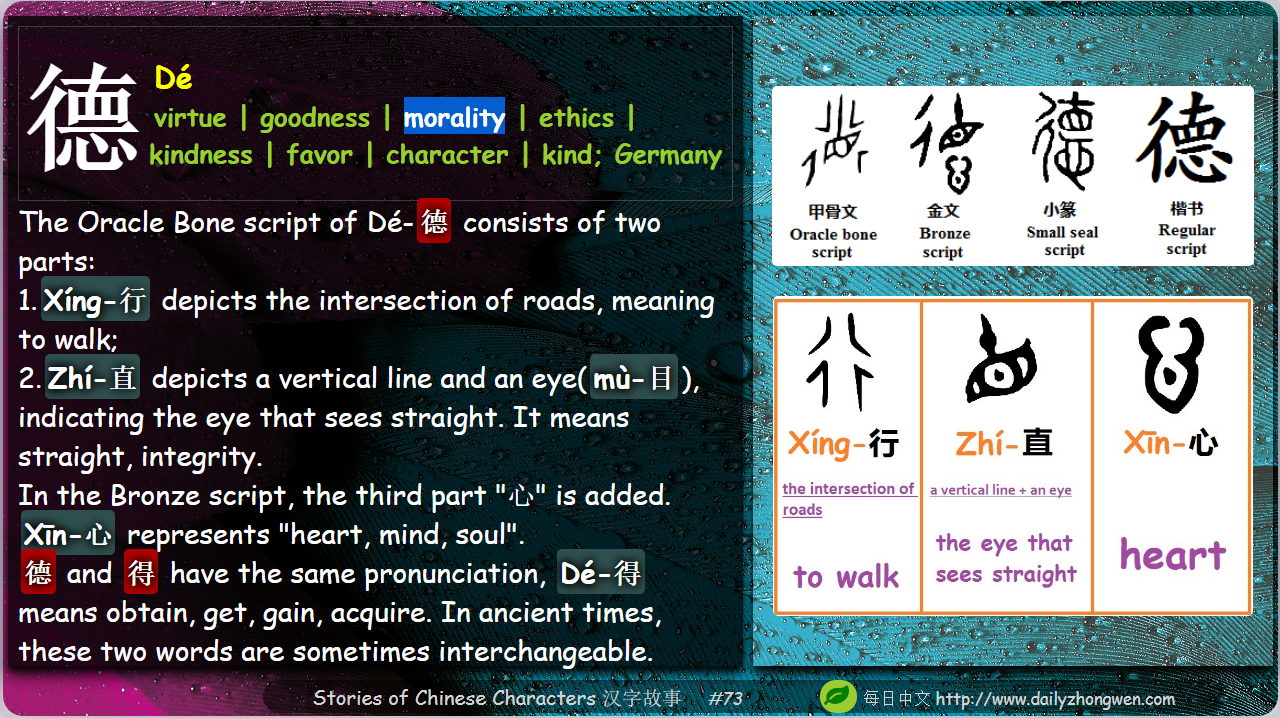 德
Dé
virtue | goodness | morality | ethics |
kindness | favor | character | kind; Germany
The Oracle Bone script of Dé-德 consists of two
parts:
1. Xíng-行 depicts the intersection of roads, meaning
to walk;
2. Zhí-直 depicts a vertical line and an eye(mù-目),
indicating the eye that sees straight. It means
straight, integrity.
In the Bronze script, the third part "心" is added.
Xīn-心 represents "heart, mind, soul".
德 and 得 have the same pronunciation, Dé-得
means obtain, get, gain, acquire. In ancient times,
these two words are sometimes interchangeable.
德
甲骨文
Oracle bone
script
金文
Bronze
script
小篆
Small seal
script
楷书
Regular
script
Xíng-行
the intersection of
roads
to walk
Zhí-直
a vertical line + an eye
the eye that
sees straight
Xīn-心
heart
Stories of Chinese Characters 汉字故事 #73
每日中文 http://www.dailyzhongwen.com